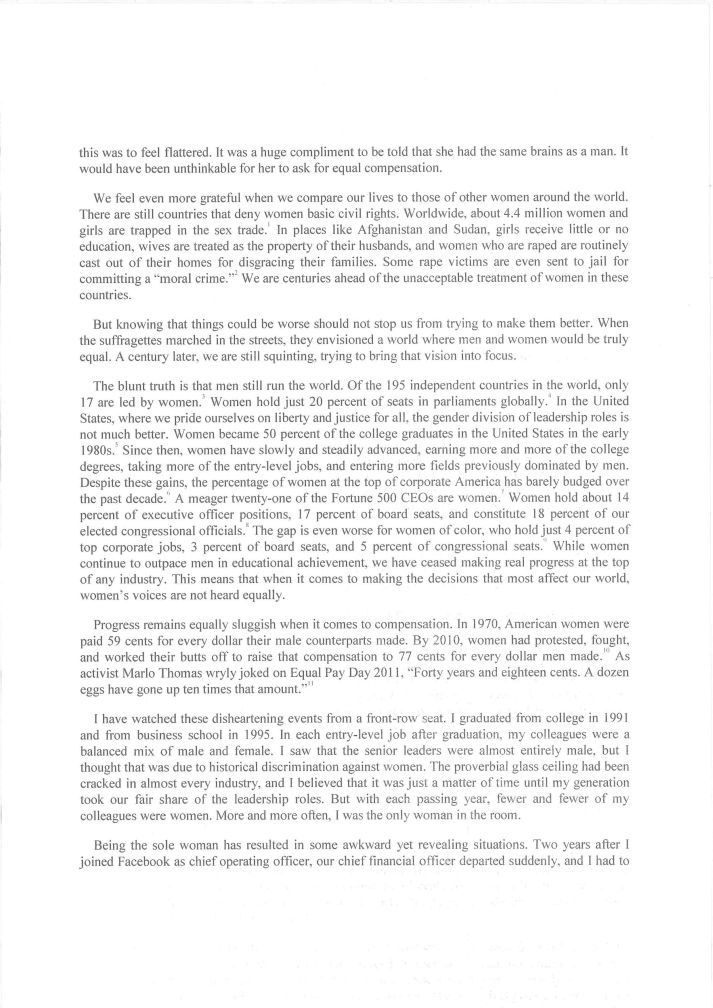 this was to feel flattered. It was a huge compliment to be told that she had the same brains as a man. It
would have been unthinkable for her to ask for equal compensation.
We feel even more grateful when we compare our lives to those of other women around the world.
There are still countries that deny women basic civil rights. Worldwide, about 4.4 million women and
girls are trapped in the sex trade.1 In places like Afghanistan and Sudan, girls receive little or no
education, wives are treated as the property of their husbands, and women who are raped are routinely
cast out of their homes for disgracing their families. Some rape victims are even sent to jail for
committing a “moral crime.”2 We are centuries ahead of the unacceptable treatment of women in these
countries.
But knowing that things could be worse should not stop us from trying to make them better. When
the suffragettes marched in the streets, they envisioned a world where men and women would be truly
equal. A century later, we are still squinting, trying to bring that vision into focus.
The blunt truth is that men still run the world. Of the 195 independent countries in the world, only
17 are led by women.3 Women hold just 20 percent of seats in parliaments globally.4 In the United
States, where we pride ourselves on liberty and justice for all, the gender division of leadership roles is
not much better. Women became 50 percent of the college graduates in the United States in the early
1980s.5 Since then, women have slowly and steadily advanced, earning more and more of the college
degrees, taking more of the entry-level jobs, and entering more fields previously dominated by men.
Despite these gains, the percentage of women at the top of corporate America has barely budged over
the past decade.6 A meager twenty-one of the Fortune 500 CEOs are women.7 Women hold about 14
percent of executive officer positions, 17 percent of board seats, and constitute 18 percent of our
elected congressional officials.8 The gap is even worse for women of color, who hold just 4 percent of
top corporate jobs, 3 percent of board seats, and 5 percent of congressional seats.9 While women
continue to outpace men in educational achievement, we have ceased making real progress at the top
of any industry. This means that when it comes to making the decisions that most affect our world,
women’s voices are not heard equally.
Progress remains equally sluggish when it comes to compensation. In 1970, American women were
paid 59 cents for every dollar their male counterparts made. By 2010, women had protested, fought,
and worked their butts off to raise that compensation to 77 cents for every dollar men made.10 As
activist Marlo Thomas wryly joked on Equal Pay Day 2011, “Forty years and eighteen cents. A dozen
eggs have gone up ten times that amount.”11
I have watched these disheartening events from a front-row seat. I graduated from college in 1991
and from business school in 1995. In each entry-level job after graduation, my colleagues were a
balanced mix of male and female. I saw that the senior leaders were almost entirely male, but I
thought that was due to historical discrimination against women. The proverbial glass ceiling had been
cracked in almost every industry, and I believed that it was just a matter of time until my generation
took our fair share of the leadership roles. But with each passing year, fewer and fewer of my
colleagues were women. More and more often, I was the only woman in the room.
Being the sole woman has resulted in some awkward yet revealing situations. Two years after I
joined Facebook as chief operating officer, our chief financial officer departed suddenly, and I had to